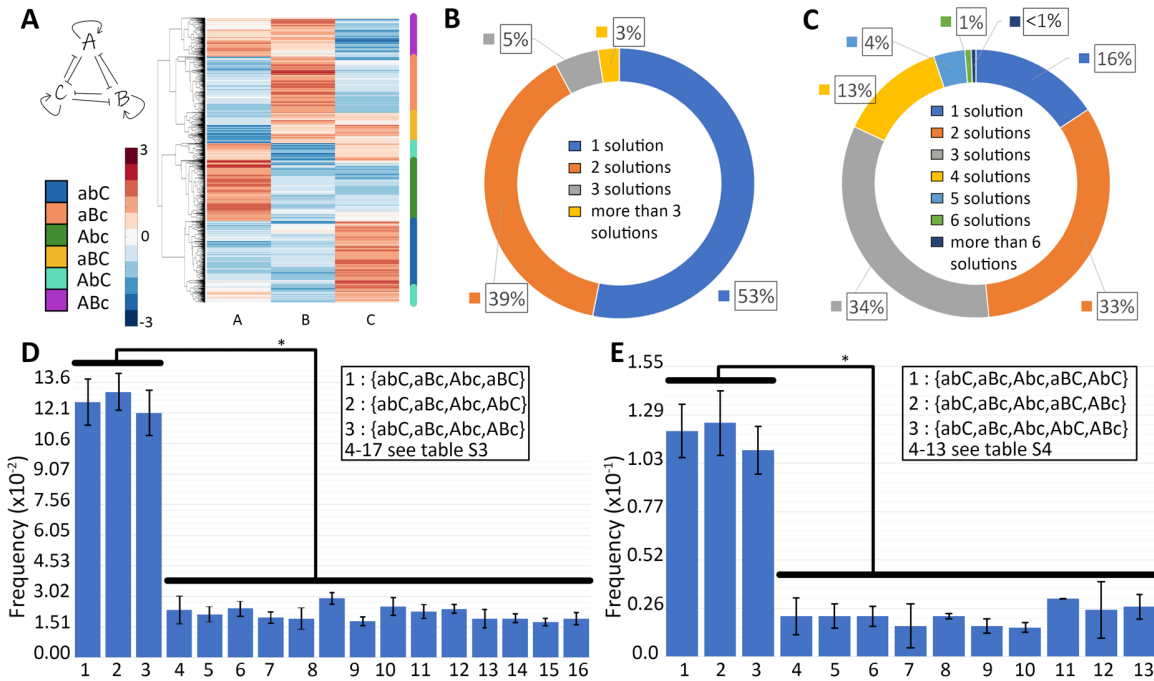 A
A
C
B
3
0
-3
abC
aBc
Abc
aBC
AbC
ABc
A B C
B
5%
3%
1 solution
2 solutions
3 solutions
more than 3
solutions
39%
53%
C
4%
1%
<1%
16%
13%
1 solution
2 solutions
3 solutions
4 solutions
5 solutions
6 solutions
more than 6
solutions
34%
33%
D
*
1 : {abC,aBc,Abc,aBC}
2 : {abC,aBc,Abc,AbC}
3 : {abC,aBc,Abc,ABc}
4-17 see table S3
Frequency (x10-2)
13.6
12.1
10.6
9.07
7.56
6.05
4.53
3.02
1.51
0.00
1 2 3 4 5 6 7 8 9 10 11 12 13 14 15 16
E
*
1 : {abC,aBc,Abc,aBC,AbC}
2 : {abC,aBc,Abc,aBC,ABc}
3 : {abC,aBc,Abc,AbC,ABc}
4-13 see table S4
Frequency (x10-1)
1.55
1.29
1.03
0.77
0.52
0.26
0.0
1 2 3 4 5 6 7 8 9 10 11 12 13